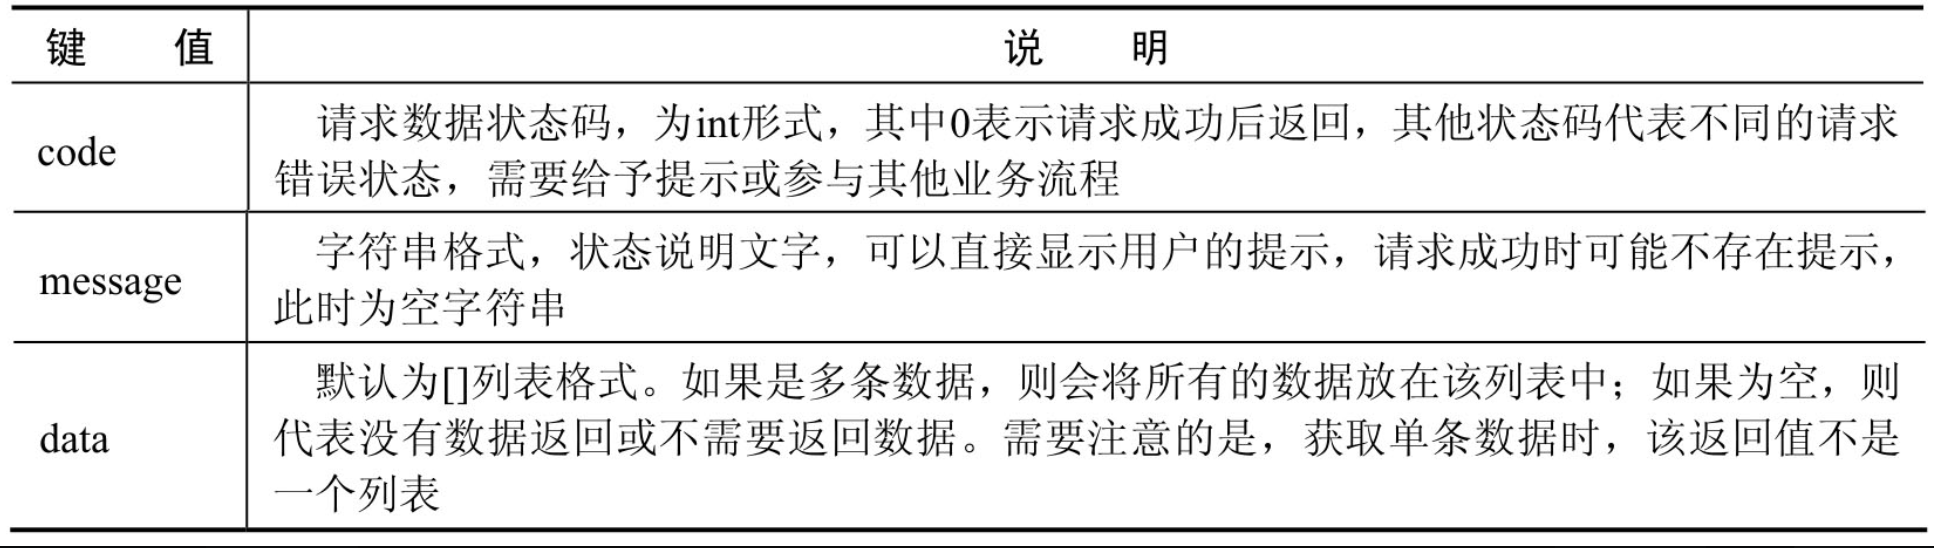 键 值 说 明
code
请求数据状态码，为int形式，其中0表示请求成功后返回，其他状态码代表不同的请求
错误状态，需要给予提示或参与其他业务流程
message
字符串格式，状态说明文字，可以直接显示用户的提示，请求成功时可能不存在提示，
此时为空字符串
data
默认为[]列表格式。如果是多条数据，则会将所有的数据放在该列表中；如果为空，则
代表没有数据返回或不需要返回数据。需要注意的是，获取单条数据时，该返回值不是
一个列表